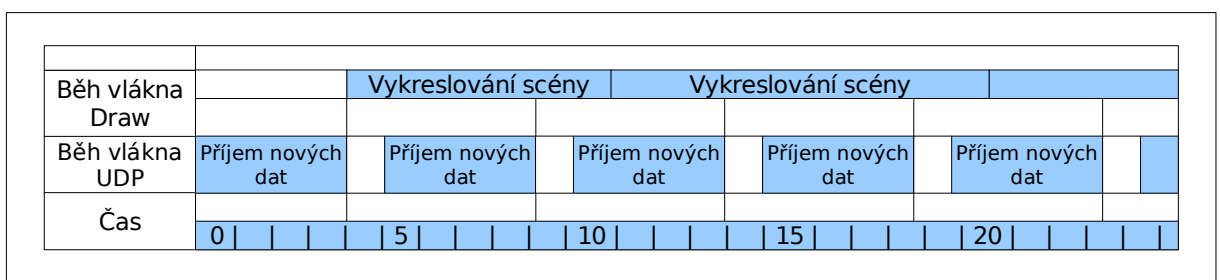 Běh vlákna
Draw
Vykreslování scény
Vykreslování scény
Běh vlákna
UDP
Příjem nových
dat
Příjem nových
dat
Příjem nových
dat
Příjem nových
dat
Příjem nových
dat
Čas
0 | | | | | 5 | | | | | 10 | | | | | 15 | | | | | 20 | | | | |